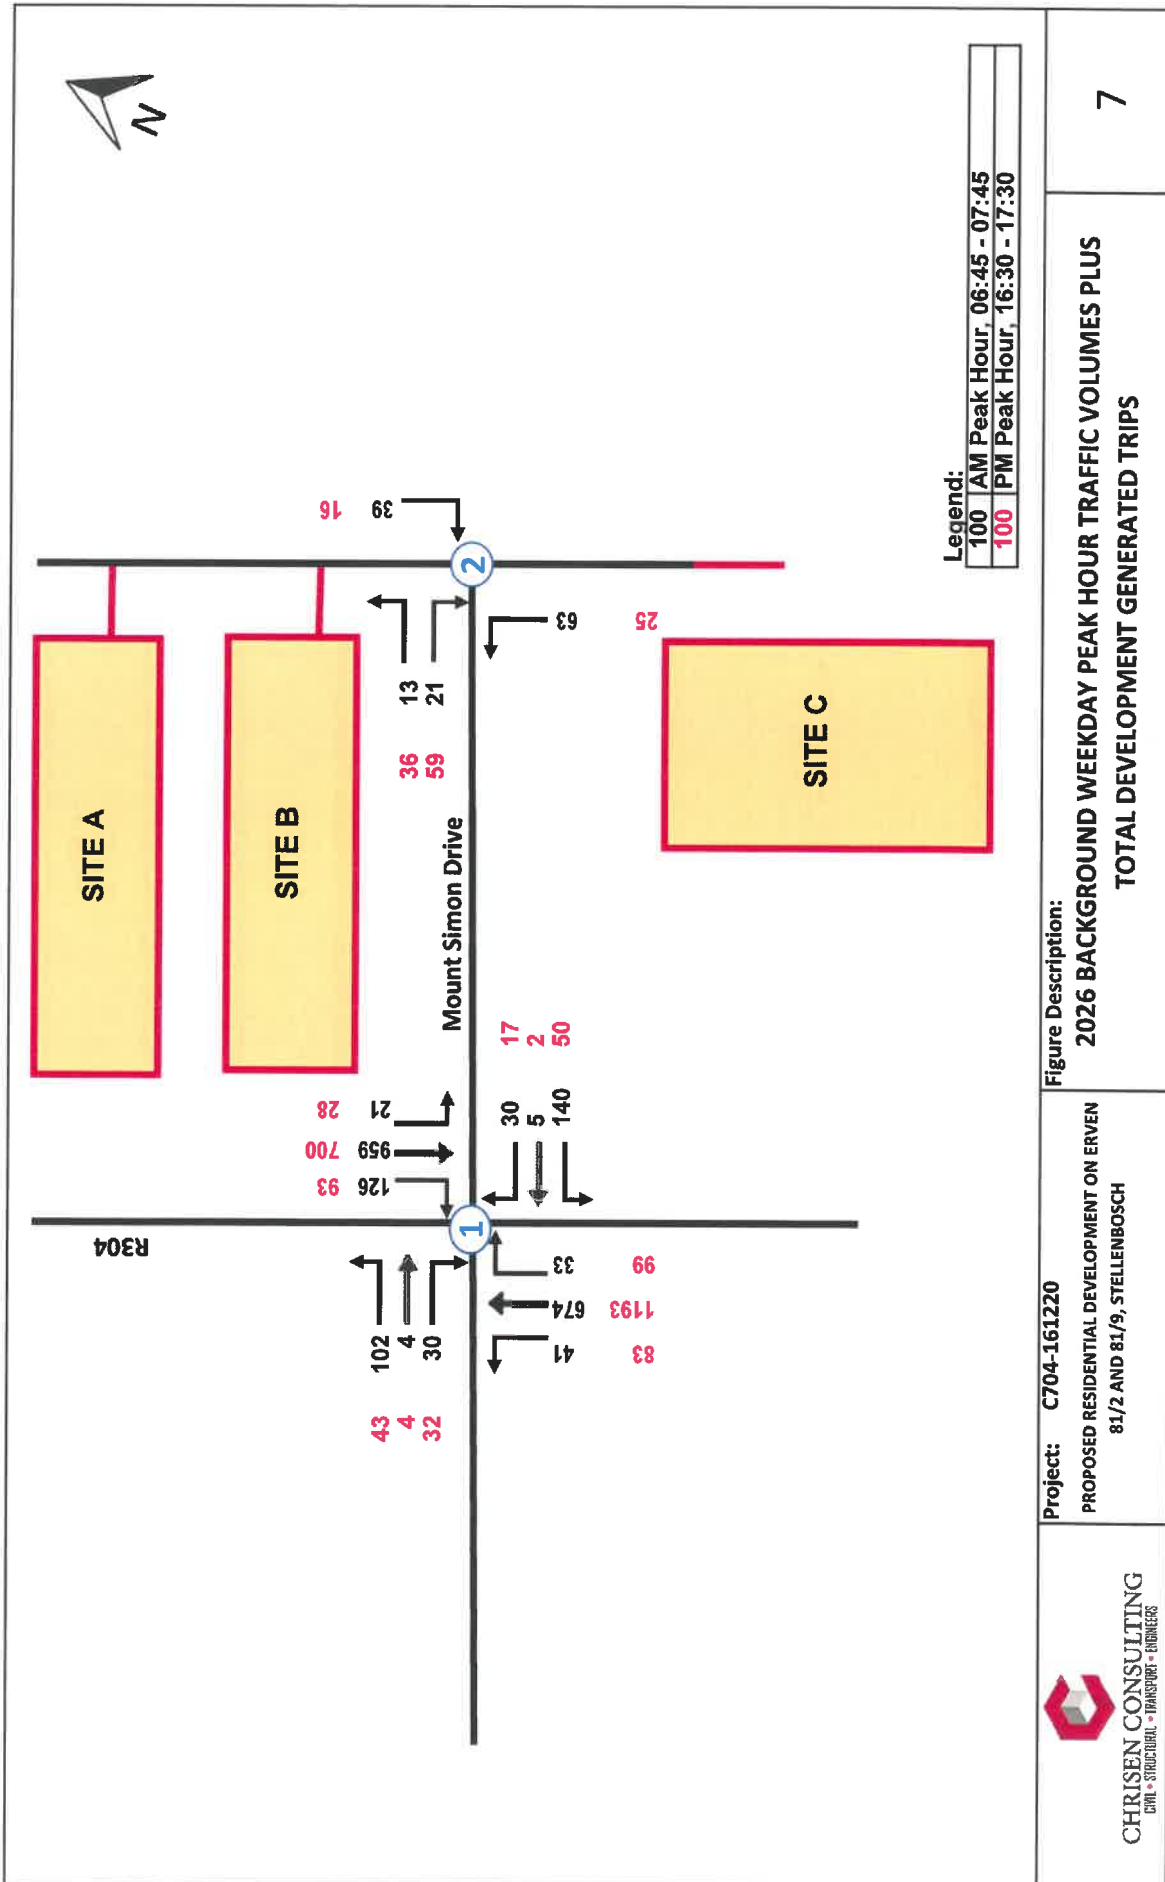 N
SITE A
SITE B
SITE C
R304
Mount Simon Drive
1
2
43 102
4 4
32 30
93 126
700 959
28 21
30 17
5 2
140 50
41 83
674 1193
33 99
36 13
59 21
16 39
63 25
Legend:
100 AM Peak Hour, 06:45 - 07:45
100 PM Peak Hour, 16:30 - 17:30
CHRISEN CONSULTING
CIVIL • STRUCTURAL • TRANSPORT • ENGINEERS
Project: C704-161220
PROPOSED RESIDENTIAL DEVELOPMENT ON ERVEN
81/2 AND 81/9, STELLENBOSCH
Figure Description:
2026 BACKGROUND WEEKDAY PEAK HOUR TRAFFIC VOLUMES PLUS
TOTAL DEVELOPMENT GENERATED TRIPS
7